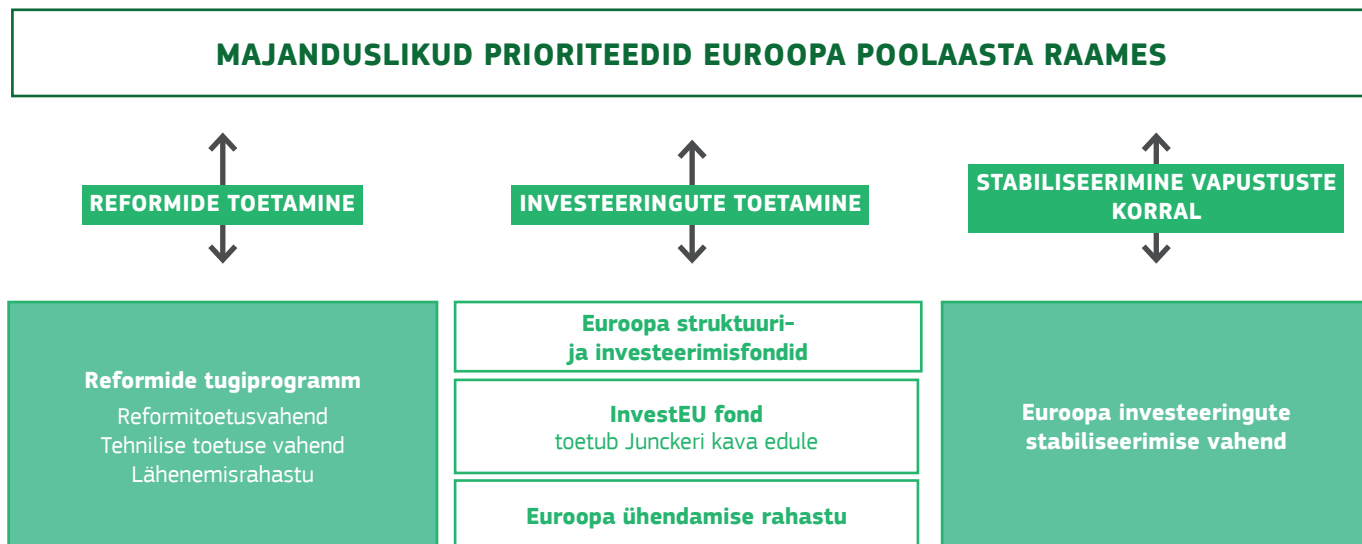 MAJANDUSLIKUD PRIORITEEDID EUROOPA POOLAASTA RAAMES
REFORMIDE TOETAMINE
INVESTEERINGUTE TOETAMINE
STABILISEERIMINE VAPUSTUSTE
KORRAL
Reformide tugiprogramm
Reformitoetusvahend
Tehnilise toetuse vahend
Lähenemisrahastu
Euroopa struktuuri-
ja investeerimisfondid
InvestEU fond
toetub Junckeri kava edule
Euroopa ühendamise rahastu
Euroopa investeeringute
stabiliseerimise vahend